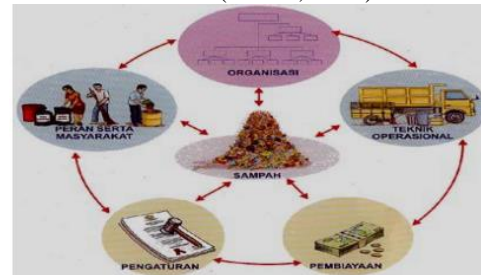 ORGANISASI
PERAN SERTA
MASYARAKAT
TEKNIK
OPERASIONAL
SAMPAH
PENGATURAN
PEMBIAYAAN